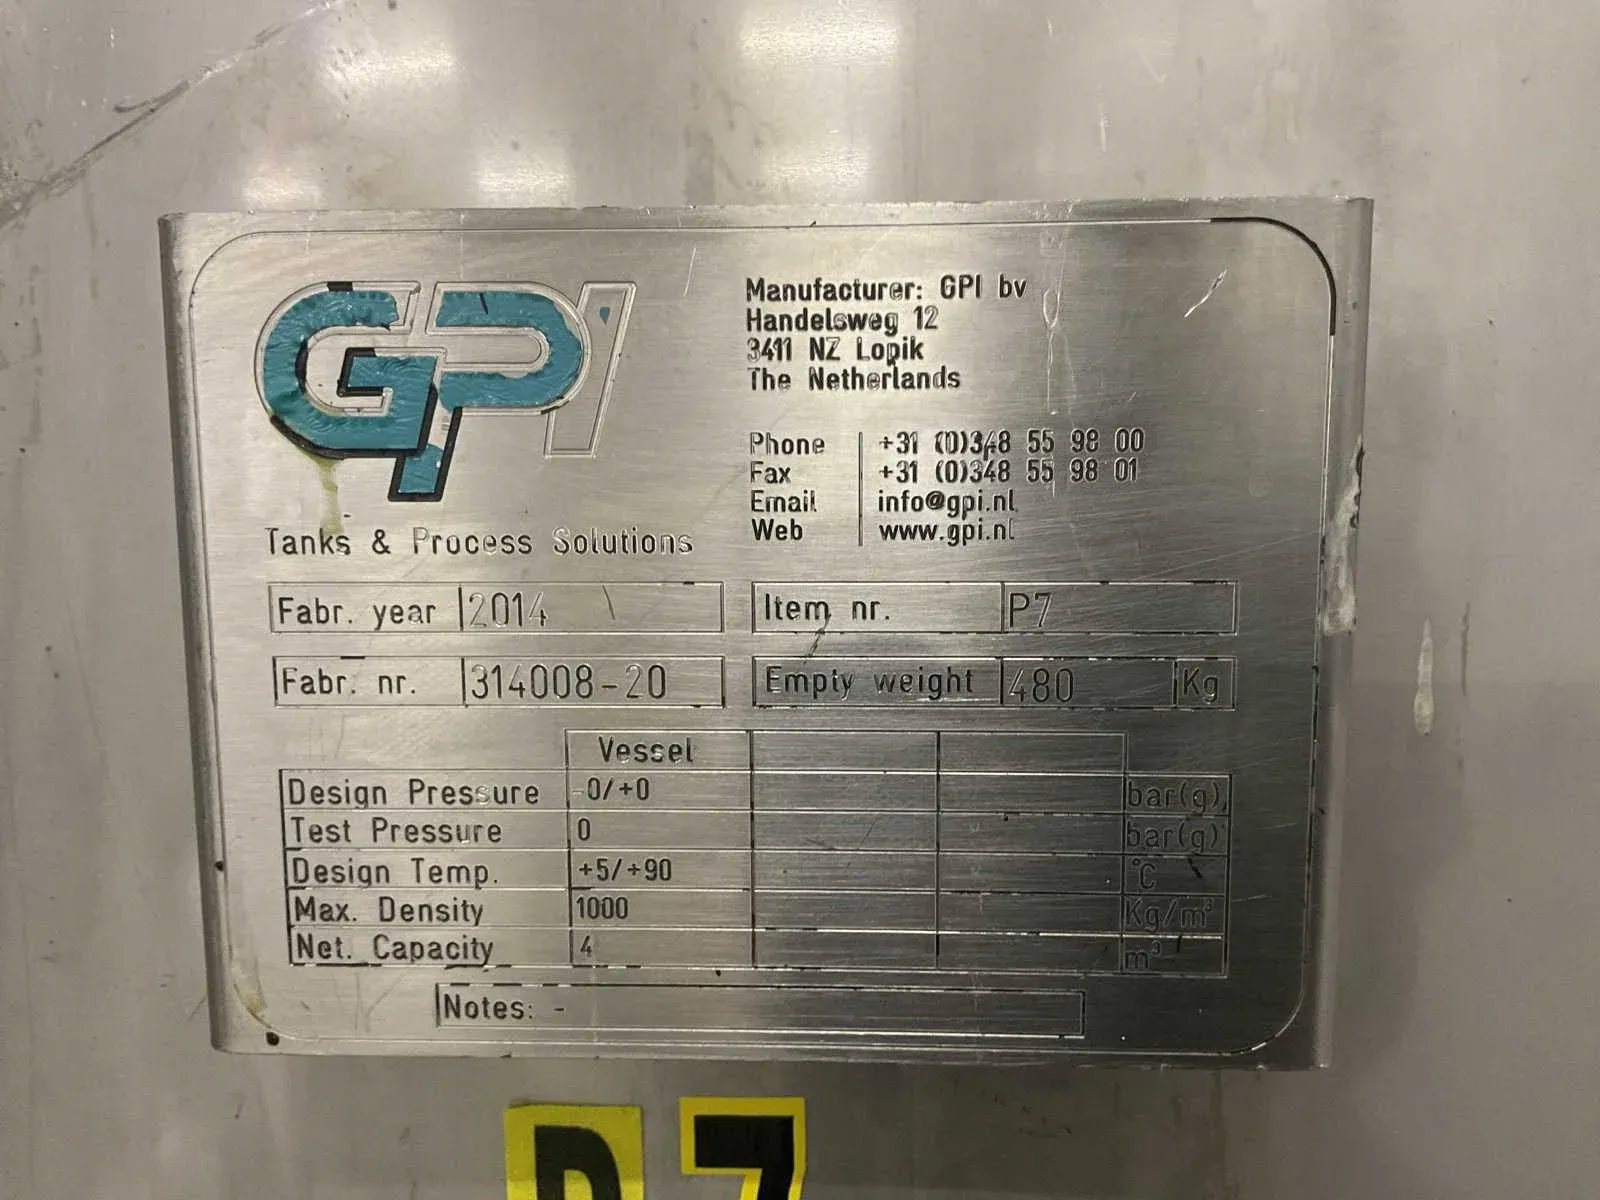 GPI
Manufacturer: GPI bv
Handelsweg 12
3411 NZ Lopik
The Netherlands
Phone +31 (0)348 55 98 00
Fax +31 (0)348 55 98 01
Email info@gpi.nl
Web www.gpi.nl
Tanks & Process Solutions
Fabr. year 2014 Item nr. P7
Fabr. nr. 314008-20 Empty weight 480 Kg
Vessel
Design Pressure -0/+0 bar(g)
Test Pressure 0 bar(g)
Design Temp. +5/+90 °C
Max. Density 1000 Kg/m³
Net. Capacity 4 m³
Notes: -
P 7